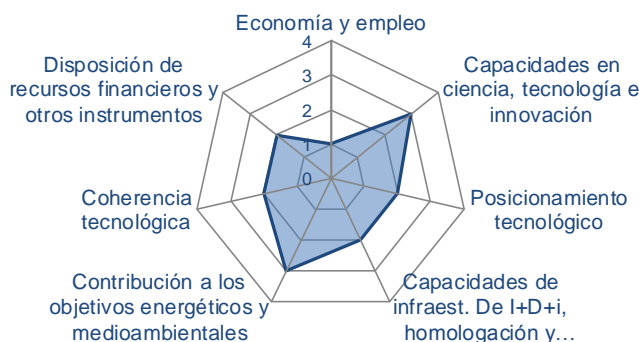 Economía y empleo
4
3
2
1
0
Capacidades en
ciencia, tecnología e
innovación
Posicionamiento
tecnológico
Capacidades de
infraest. De I+D+i,
homologación y...
Contribución a los
objetivos energéticos y
medioambientales
Coherencia
tecnológica
Disposición de
recursos financieros y
otros instrumentos